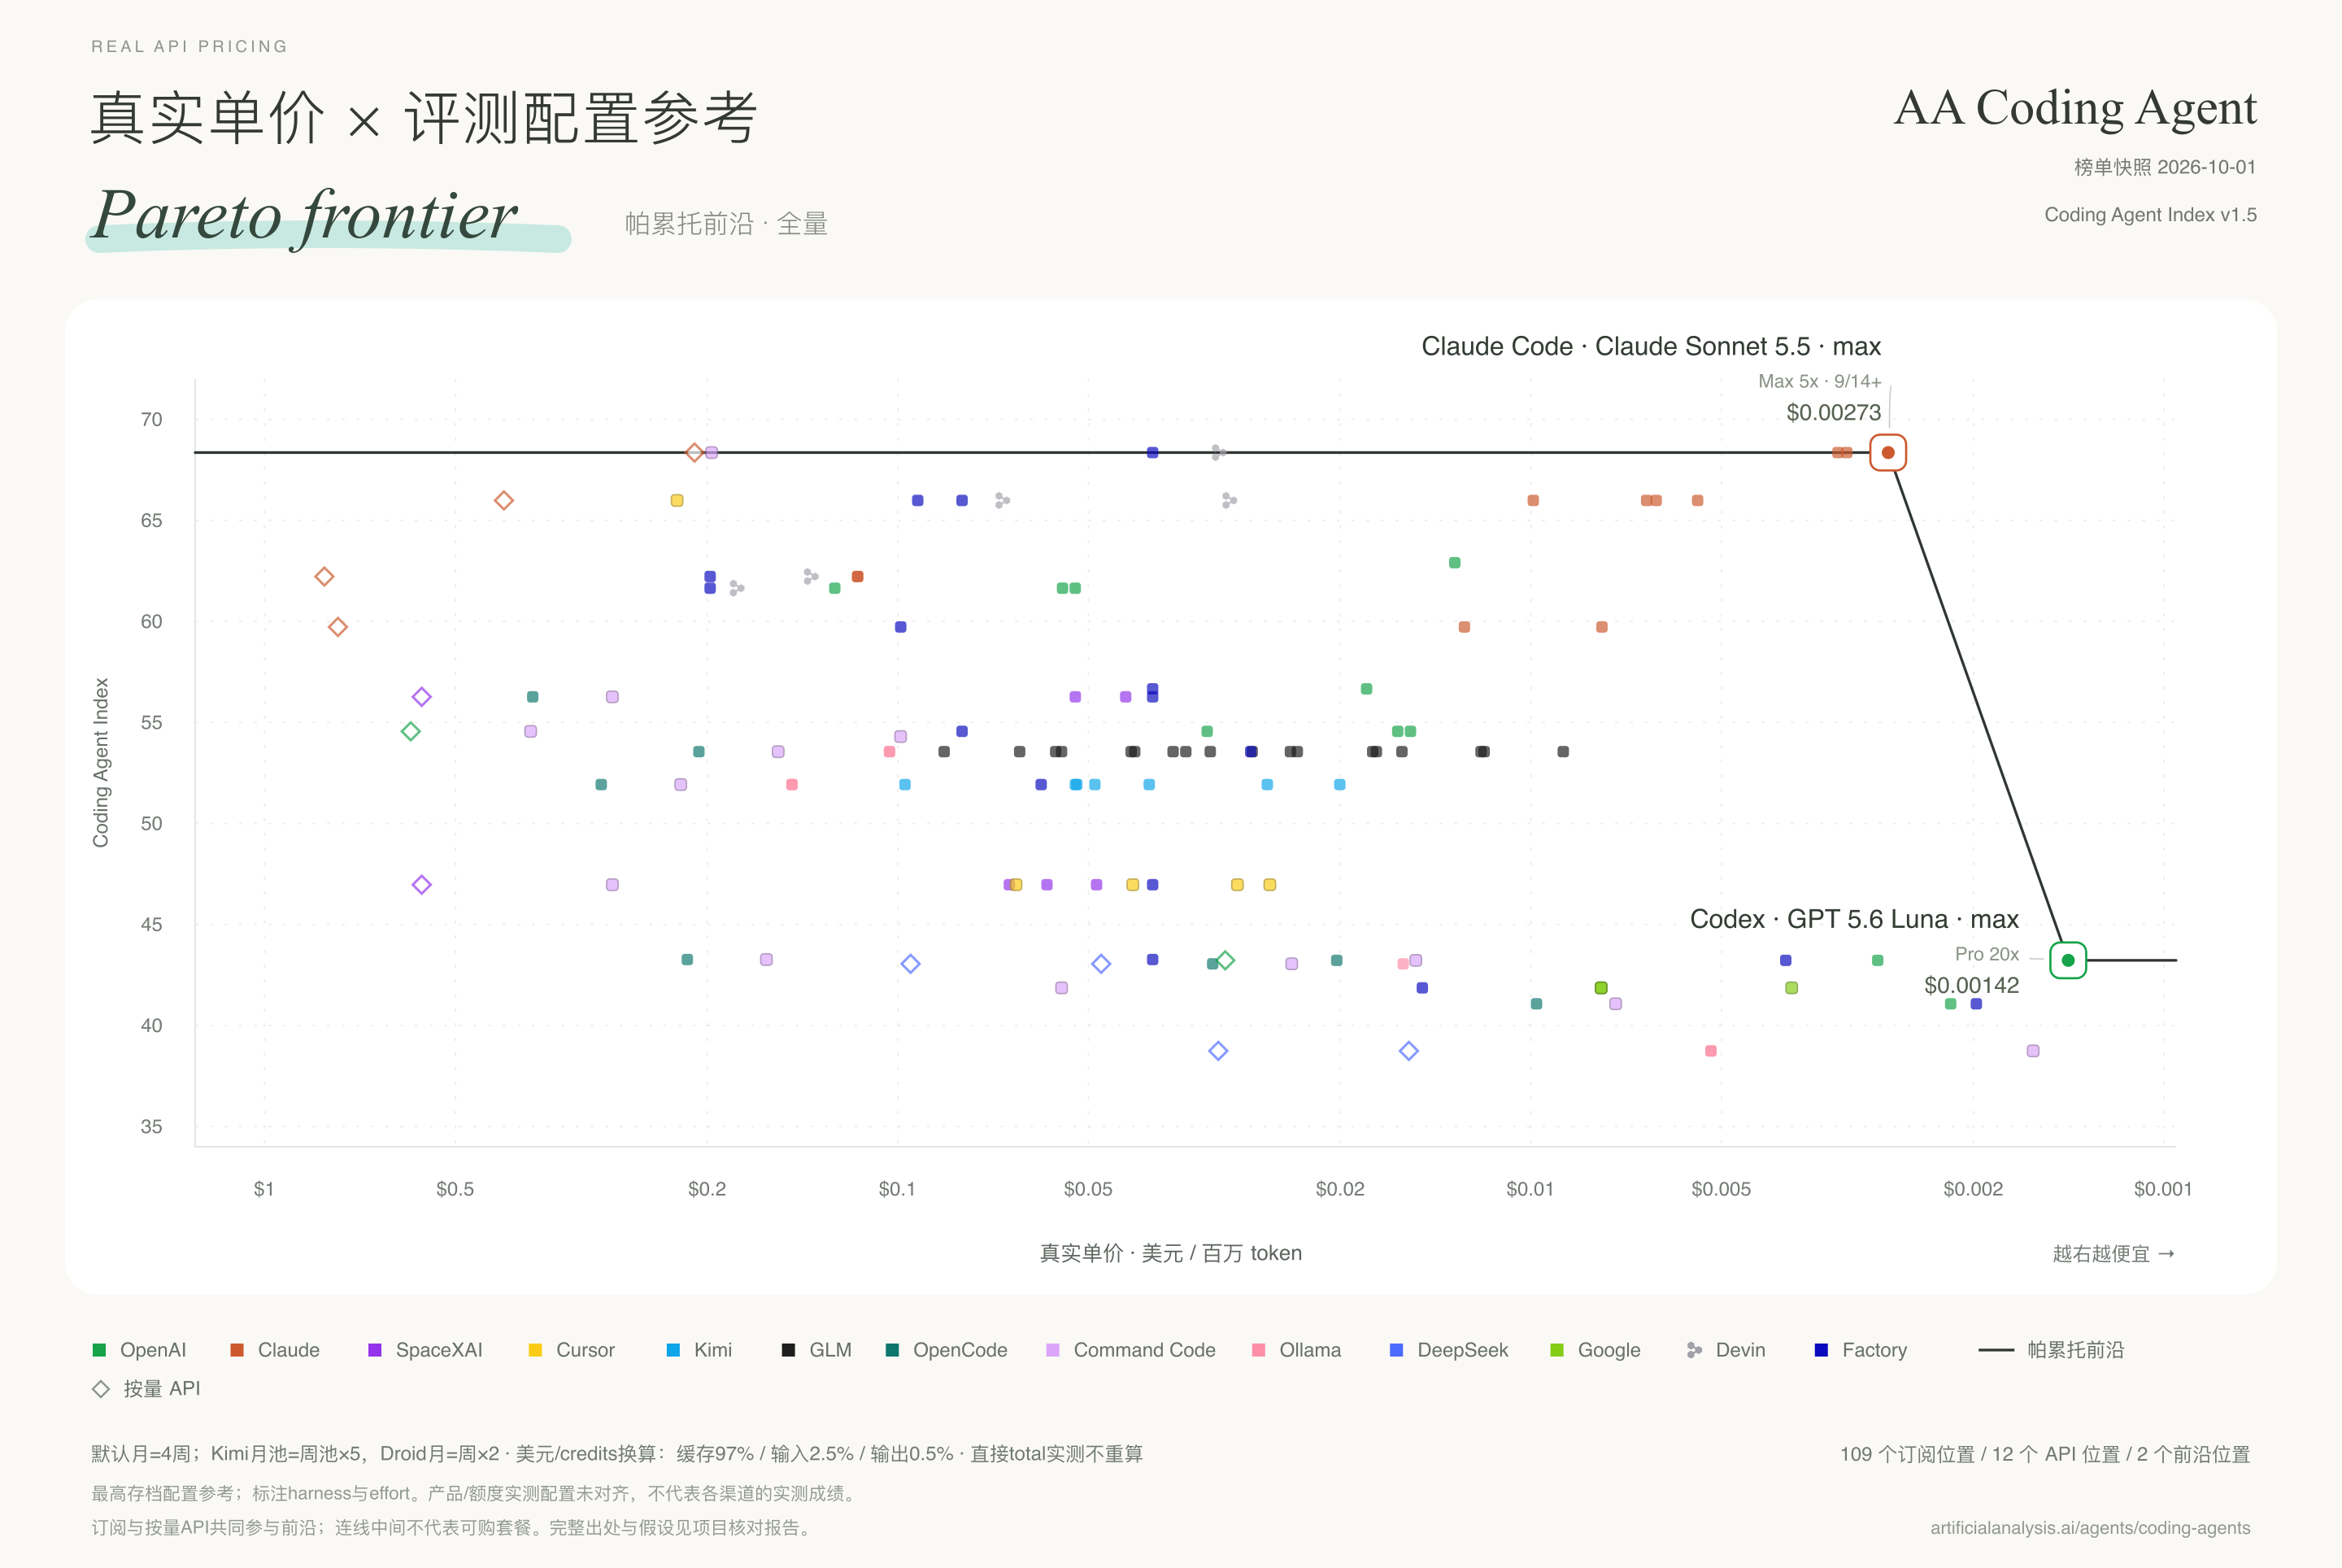 REAL API PRICING
真实单价 × 评测配置参考
Pareto frontier
帕累托前沿 · 全量
AA Coding Agent
榜单快照 2026-10-01
Coding Agent Index v1.5
Claude Code · Claude Sonnet 5.5 · max
Max 5x · 9/14+
$0.00273
70
65
60
55
50
45
40
35
Coding Agent Index
Codex · GPT 5.6 Luna · max
Pro 20x
$0.00142
$1 $0.5 $0.2 $0.1 $0.05 $0.02 $0.01 $0.005 $0.002 $0.001
真实单价 · 美元 / 百万 token
越右越便宜 →
OpenAI Claude SpaceXAI Cursor Kimi GLM OpenCode Command Code Ollama DeepSeek Google Devin Factory 帕累托前沿
按量 API
默认月=4周；Kimi月池=周池×5，Droid月=周×2 · 美元/credits换算：缓存97% / 输入2.5% / 输出0.5% · 直接total实测不重算
109 个订阅位置 / 12 个 API 位置 / 2 个前沿位置
最高存档配置参考；标注harness与effort。产品/额度实测配置未对齐，不代表各渠道的实测成绩。
订阅与按量API共同参与前沿；连线中间不代表可购套餐。完整出处与假设见项目核对报告。
artificialanalysis.ai/agents/coding-agents